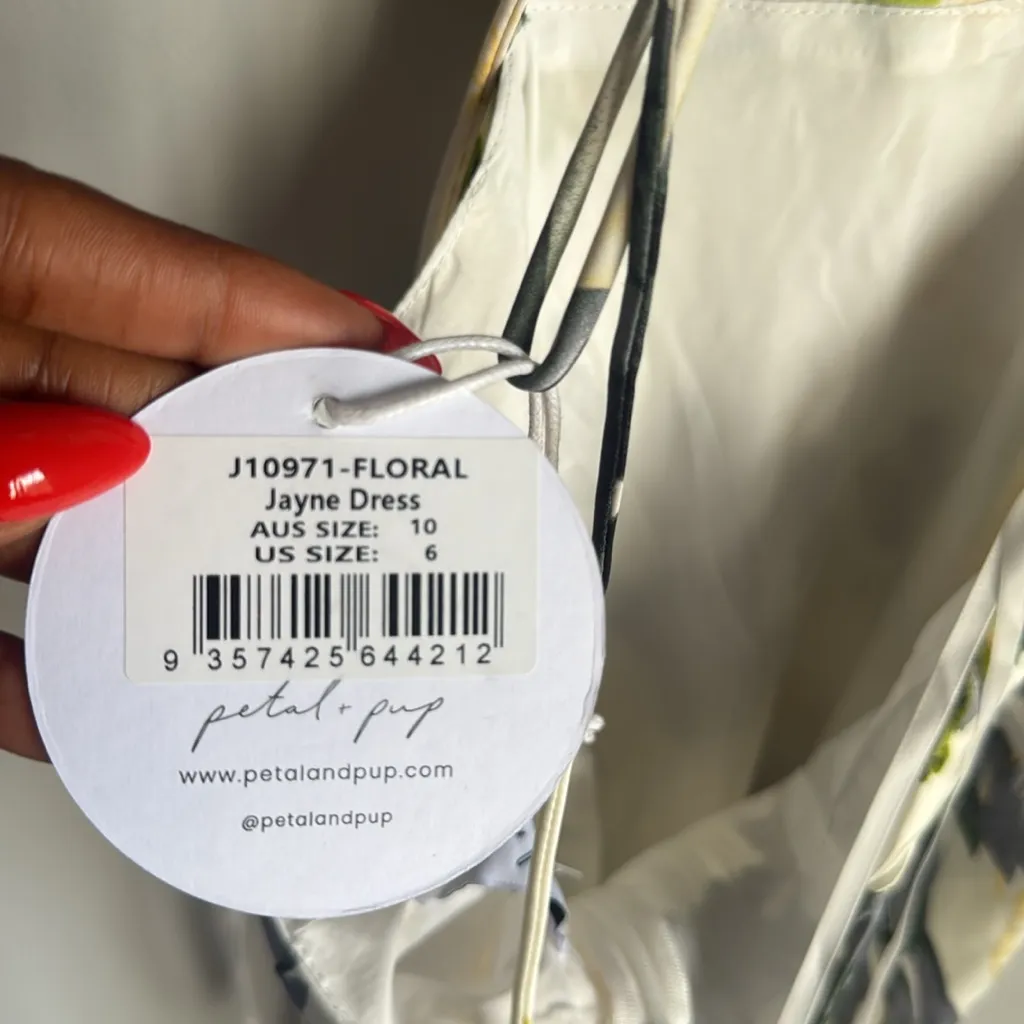 J10971-FLORAL
Jayne Dress
AUS SIZE: 10
US SIZE: 6
9 357425 644212
petal + pup
www.petalandpup.com
@petalandpup